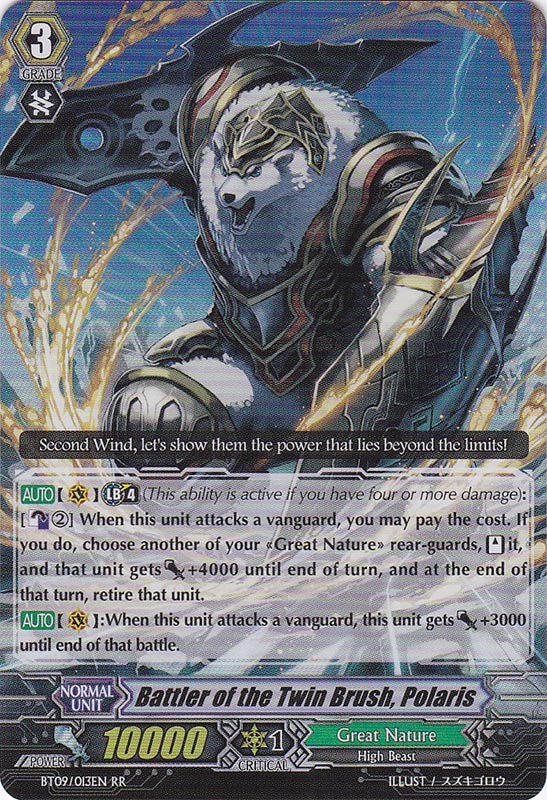 3
GRADE
Second Wind, let's show them the power that lies beyond the limits!
AUTO【 】LB4 (This ability is active if you have four or more damage):
[ ②] When this unit attacks a vanguard, you may pay the cost. If
you do, choose another of your «Great Nature» rear-guards, it,
and that unit gets +4000 until end of turn, and at the end of
that turn, retire that unit.
AUTO【 】:When this unit attacks a vanguard, this unit gets +3000
until end of that battle.
NORMAL UNIT
Battler of the Twin Brush, Polaris
POWER 10000
1 CRITICAL
Great Nature
High Beast
BT09/013EN RR
ILLUST / スズキゴロウ